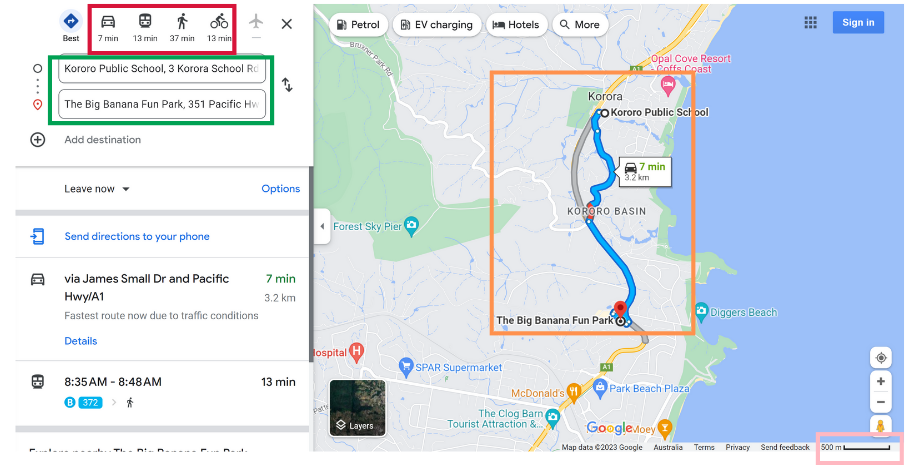 Best
7 min
13 min
37 min
13 min
—
Kororo Public School, 3 Korora School Rd
The Big Banana Fun Park, 351 Pacific Hw
Add destination
Leave now
Options
Send directions to your phone
via James Small Dr and Pacific
Hwy/A1
7 min
3.2 km
Fastest route now due to traffic conditions
Details
8:35 AM - 8:48 AM
13 min
B 372
Explore nearby The Big Banana Fun Park
Petrol
EV charging
Hotels
More
Sign in
Bruxner Park Rd
A1
Opal Cove Resort
Coffs Coast
Korora
Kororo Public School
7 min
3.2 km
KORORO BASIN
Forest Sky Pier
The Big Banana Fun Park
Diggers Beach
Hospital
H
A1
SPAR Supermarket
McDonald's
Park Beach Plaza
The Clog Barn
Tourist Attraction &...
Google
Hoey Moey
Layers
Map data ©2023 Google
Australia
Terms
Privacy
Send feedback
500 m